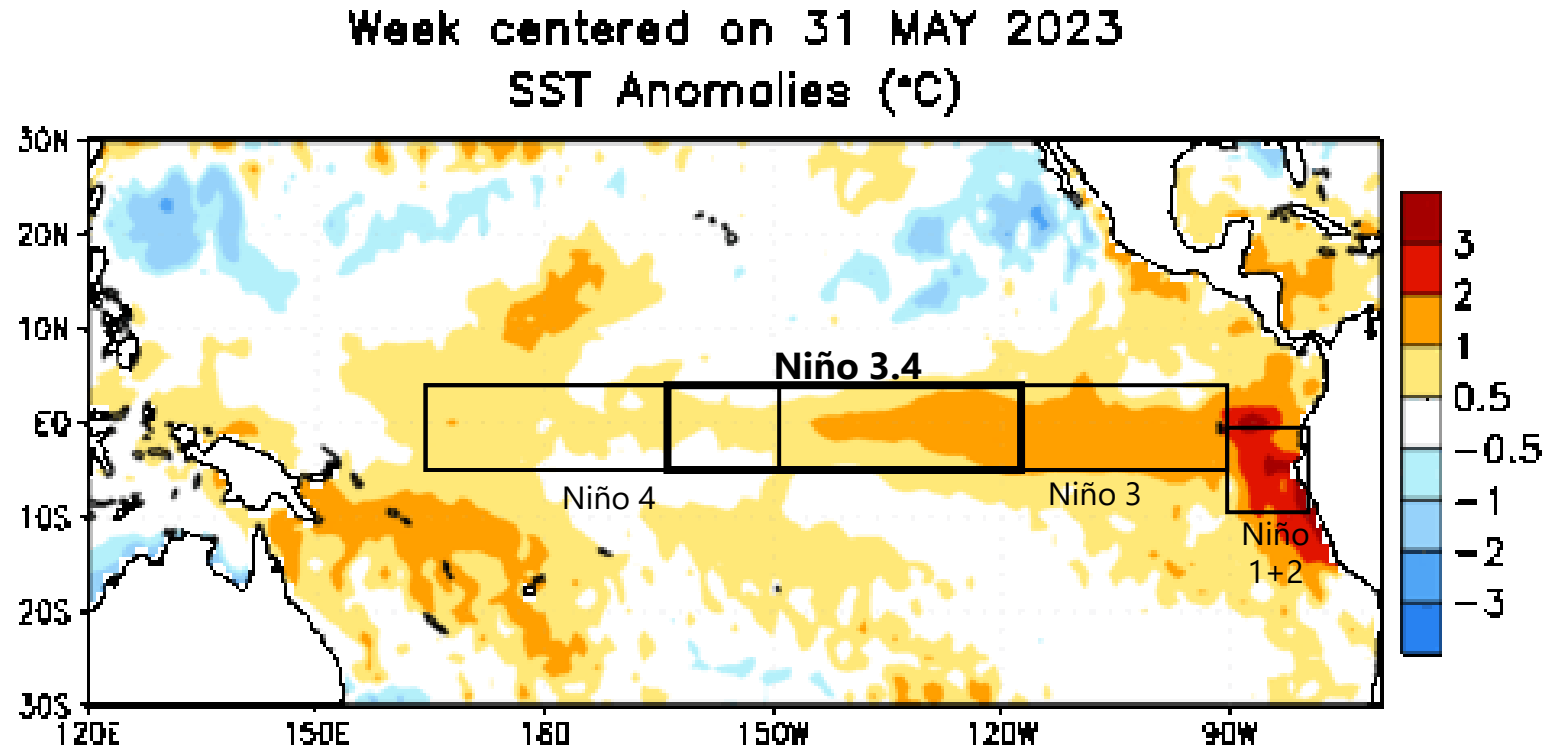 Week centered on 31 MAY 2023
SST Anomalies (°C)
30N
20N
10N
EQ
10S
20S
30S
120E
150E
180
150W
120W
90W
Niño 3.4
Niño 4
Niño 3
Niño
1+2
3
2
1
0.5
-0.5
-1
-2
-3